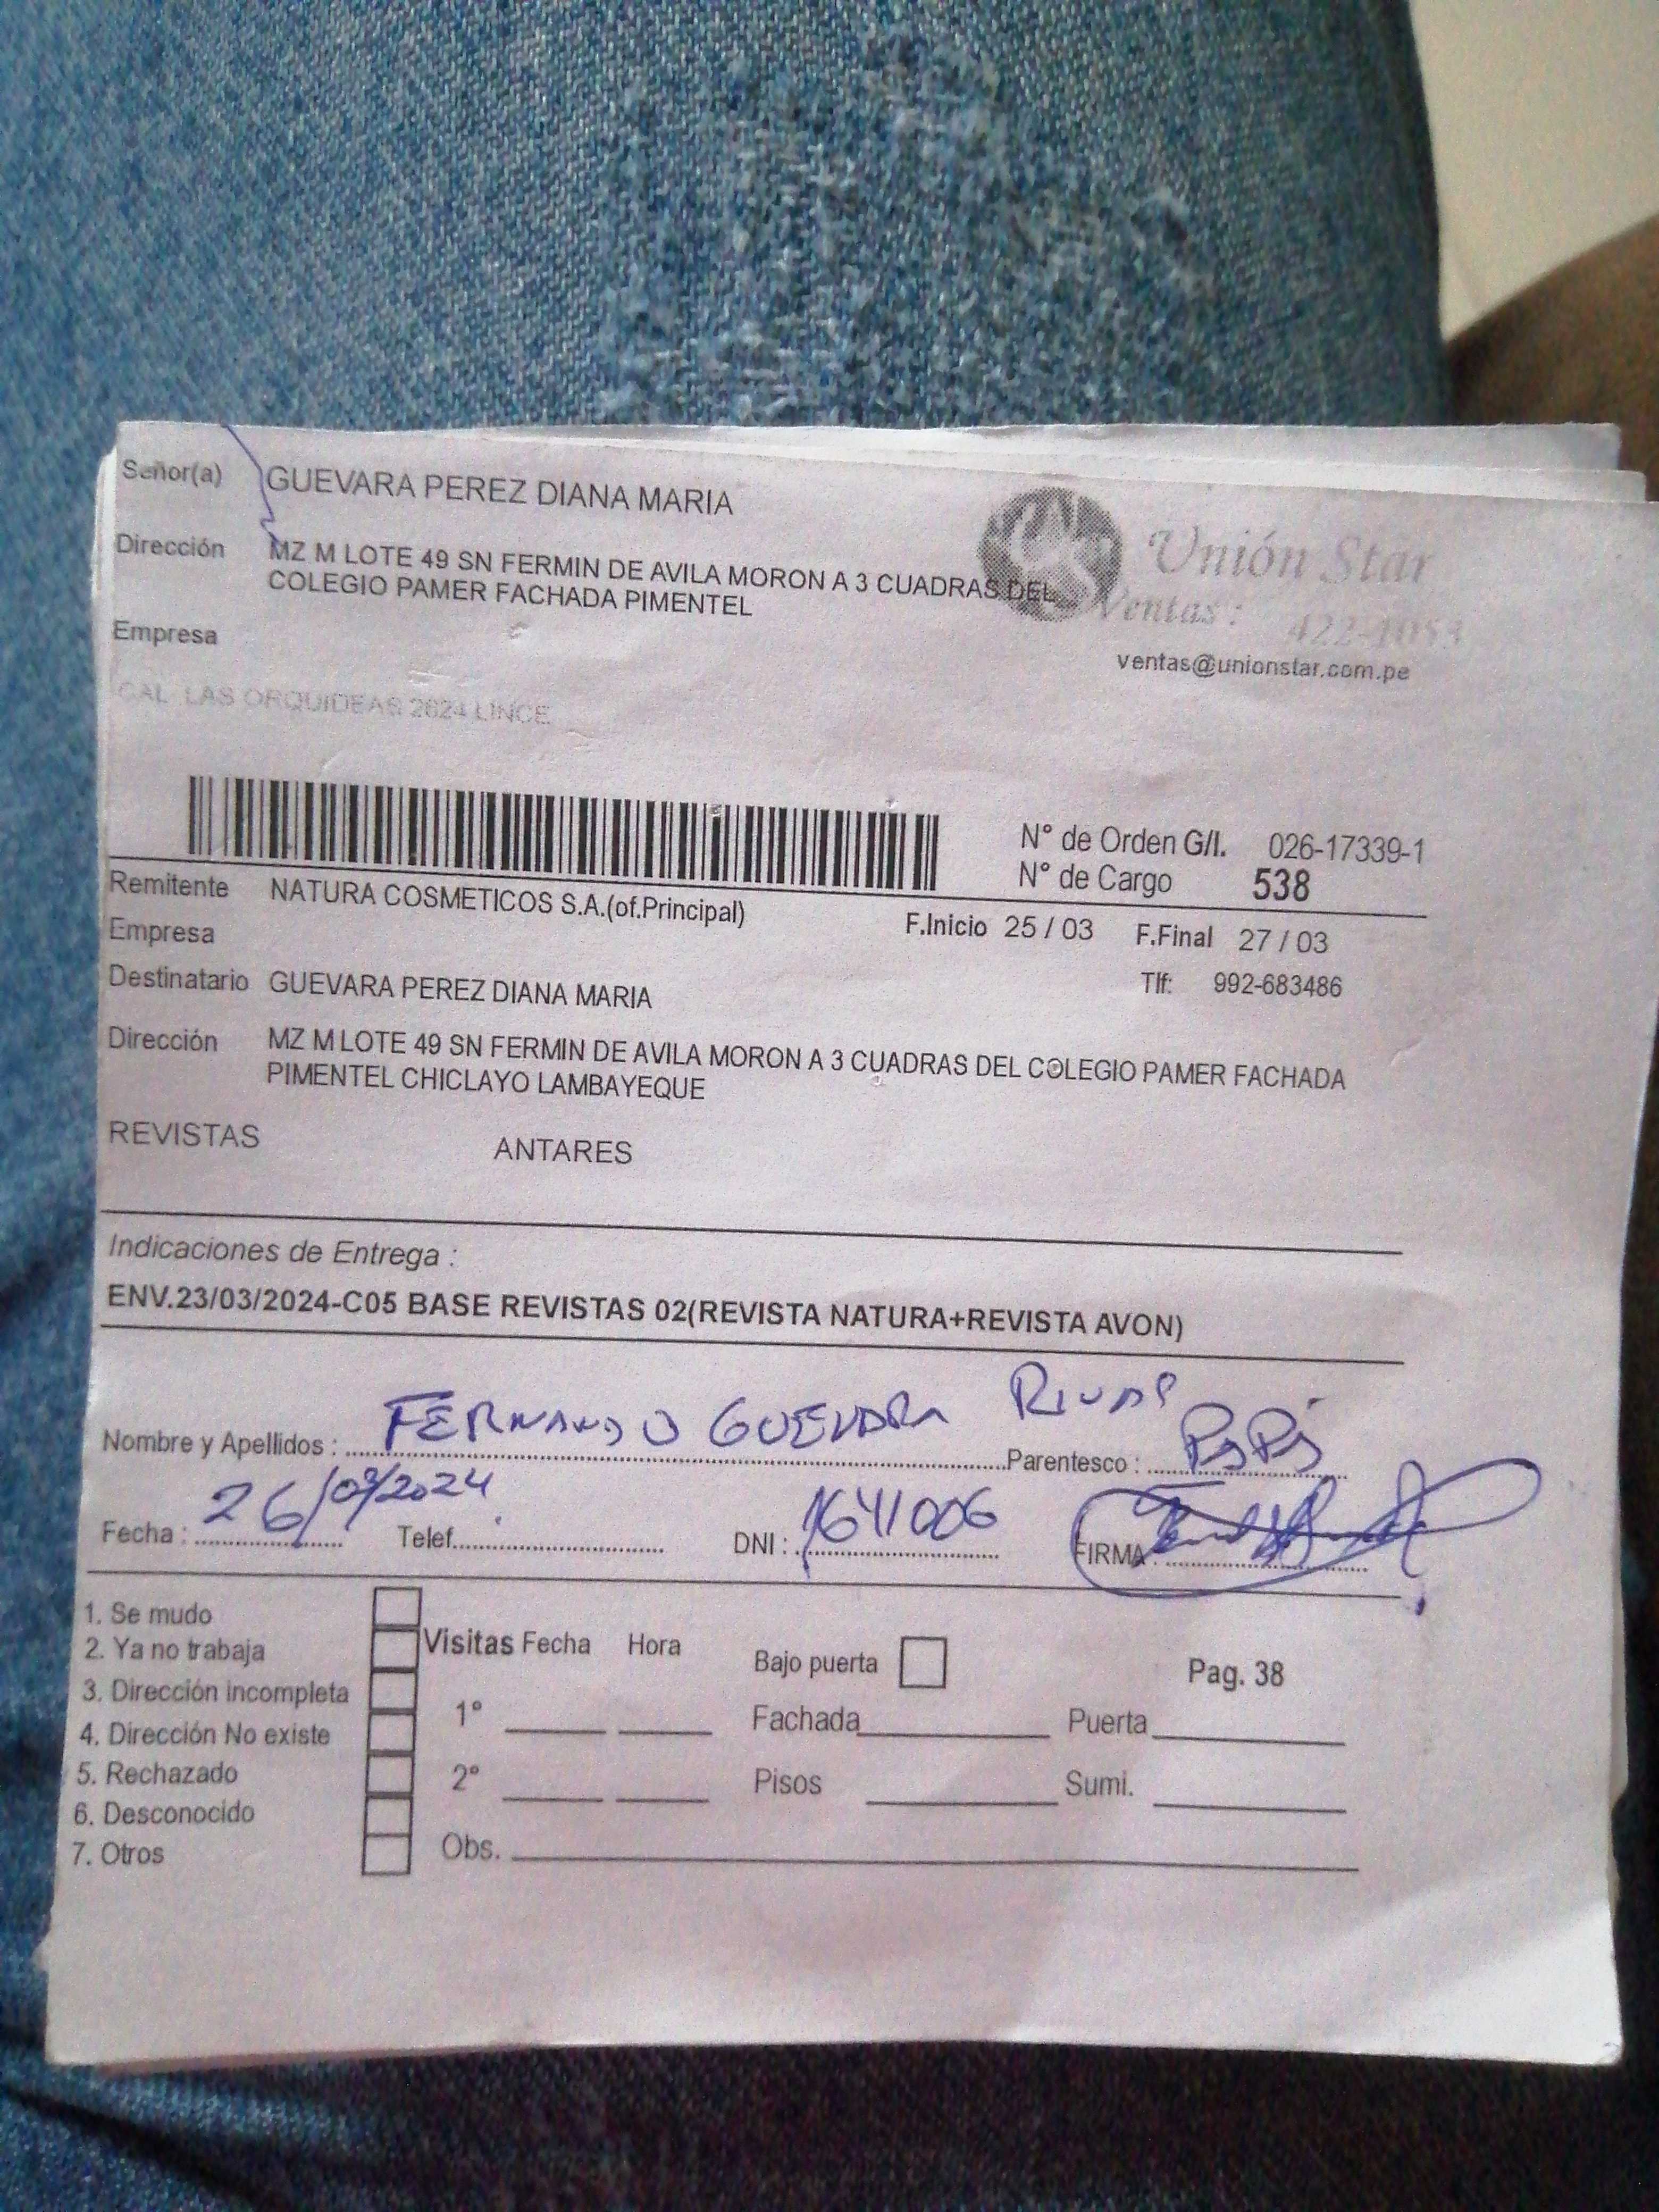 Señor(a) GUEVARA PEREZ DIANA MARIA
Dirección MZ M LOTE 49 SN FERMIN DE AVILA MORON A 3 CUADRAS DEL
COLEGIO PAMER FACHADA PIMENTEL
Unión Star
Ventas : 422-1053
ventas@unionstar.com.pe
Empresa
CAL LAS ORQUIDEAS 2624 LINCE
N° de Orden G/I. 026-17339-1
N° de Cargo 538
Remitente NATURA COSMETICOS S.A.(of.Principal)
Empresa F.Inicio 25 / 03 F.Final 27 / 03
Destinatario GUEVARA PEREZ DIANA MARIA Tlf: 992-683486
Dirección MZ M LOTE 49 SN FERMIN DE AVILA MORON A 3 CUADRAS DEL COLEGIO PAMER FACHADA
PIMENTEL CHICLAYO LAMBAYEQUE
REVISTAS ANTARES
Indicaciones de Entrega :
ENV.23/03/2024-C05 BASE REVISTAS 02(REVISTA NATURA+REVISTA AVON)
Nombre y Apellidos : FERNANDO GUEVARA RIVAS Parentesco : PAPÁ
Fecha : 26/03/2024 Telef. DNI : 1641006 FIRMA :
1. Se mudo
2. Ya no trabaja
3. Dirección incompleta
4. Dirección No existe
5. Rechazado
6. Desconocido
7. Otros
Visitas Fecha Hora
1°
2°
Obs.
Bajo puerta Pag. 38
Fachada Puerta
Pisos Sumi.